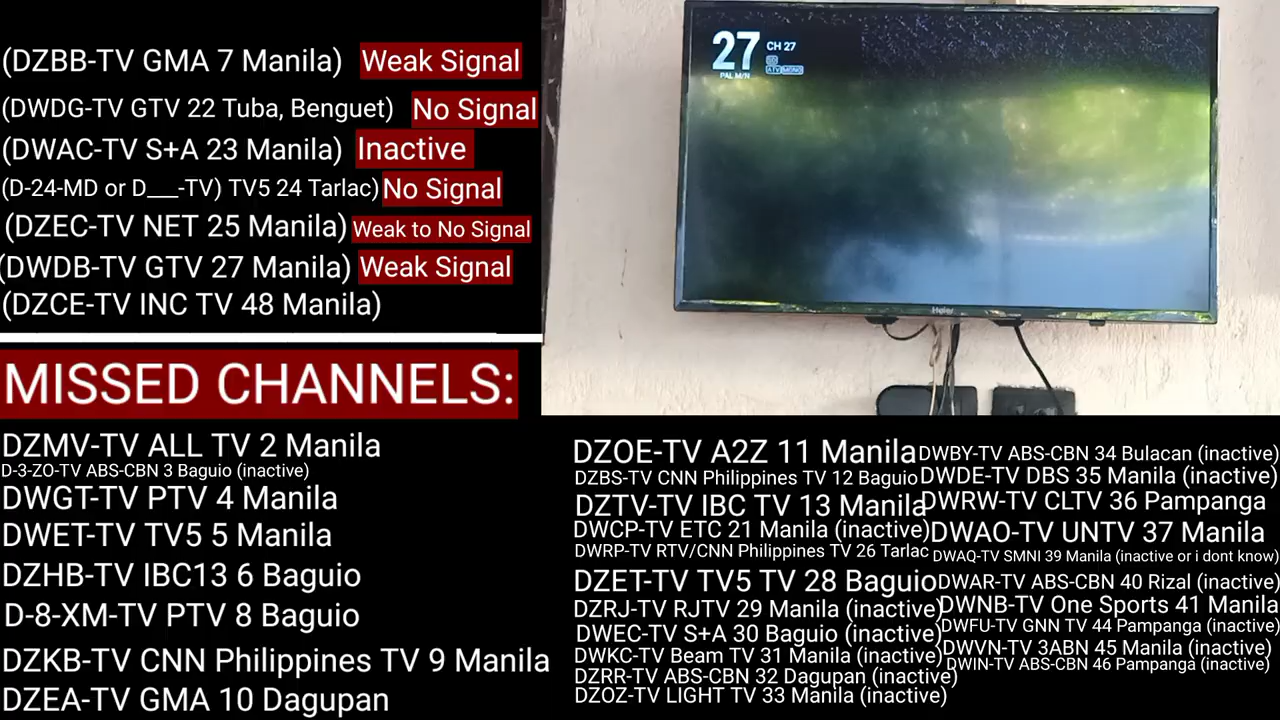 (DZBB-TV GMA 7 Manila) Weak Signal
(DWDG-TV GTV 22 Tuba, Benguet) No Signal
(DWAC-TV S+A 23 Manila) Inactive
(D-24-MD or D___-TV) TV5 24 Tarlac) No Signal
(DZEC-TV NET 25 Manila) Weak to No Signal
(DWDB-TV GTV 27 Manila) Weak Signal
(DZCE-TV INC TV 48 Manila)
27 CH 27
SD
ATV MONO
PAL M/N
Haier
MISSED CHANNELS:
DZMV-TV ALL TV 2 Manila
D-3-ZO-TV ABS-CBN 3 Baguio (inactive)
DWGT-TV PTV 4 Manila
DWET-TV TV5 5 Manila
DZHB-TV IBC13 6 Baguio
D-8-XM-TV PTV 8 Baguio
DZKB-TV CNN Philippines TV 9 Manila
DZEA-TV GMA 10 Dagupan
DZOE-TV A2Z 11 Manila
DZBS-TV CNN Philippines TV 12 Baguio
DZTV-TV IBC TV 13 Manila
DWCP-TV ETC 21 Manila (inactive)
DWRP-TV RTV/CNN Philippines TV 26 Tarlac
DZET-TV TV5 TV 28 Baguio
DZRJ-TV RJTV 29 Manila (inactive)
DWEC-TV S+A 30 Baguio (inactive)
DWKC-TV Beam TV 31 Manila (inactive)
DZRR-TV ABS-CBN 32 Dagupan (inactive)
DZOZ-TV LIGHT TV 33 Manila (inactive)
DWBY-TV ABS-CBN 34 Bulacan (inactive)
DWDE-TV DBS 35 Manila (inactive)
DWRW-TV CLTV 36 Pampanga
DWAO-TV UNTV 37 Manila
DWAQ-TV SMNI 39 Manila (inactive or i dont know)
DWAR-TV ABS-CBN 40 Rizal (inactive)
DWNB-TV One Sports 41 Manila
DWFU-TV GNN TV 44 Pampanga (inactive)
DWVN-TV 3ABN 45 Manila (inactive)
DWIN-TV ABS-CBN 46 Pampanga (inactive)